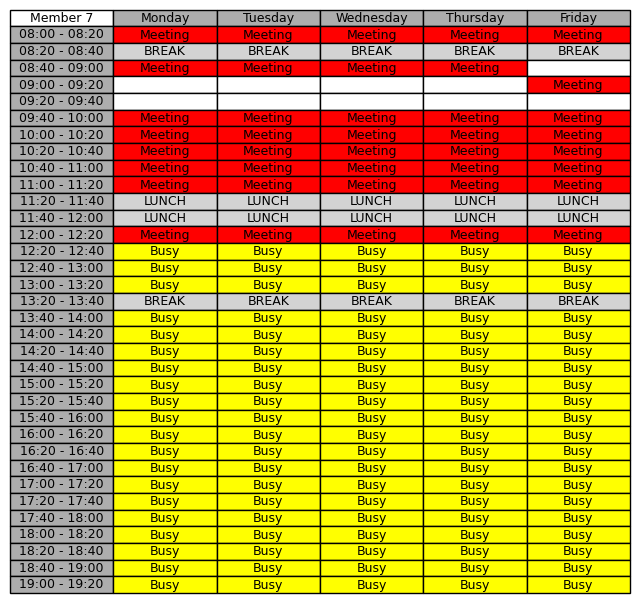 Member 7 Monday Tuesday Wednesday Thursday Friday
08:00 - 08:20 Meeting Meeting Meeting Meeting Meeting
08:20 - 08:40 BREAK BREAK BREAK BREAK BREAK
08:40 - 09:00 Meeting Meeting Meeting Meeting
09:00 - 09:20 Meeting
09:20 - 09:40
09:40 - 10:00 Meeting Meeting Meeting Meeting Meeting
10:00 - 10:20 Meeting Meeting Meeting Meeting Meeting
10:20 - 10:40 Meeting Meeting Meeting Meeting Meeting
10:40 - 11:00 Meeting Meeting Meeting Meeting Meeting
11:00 - 11:20 Meeting Meeting Meeting Meeting Meeting
11:20 - 11:40 LUNCH LUNCH LUNCH LUNCH LUNCH
11:40 - 12:00 LUNCH LUNCH LUNCH LUNCH LUNCH
12:00 - 12:20 Meeting Meeting Meeting Meeting Meeting
12:20 - 12:40 Busy Busy Busy Busy Busy
12:40 - 13:00 Busy Busy Busy Busy Busy
13:00 - 13:20 Busy Busy Busy Busy Busy
13:20 - 13:40 BREAK BREAK BREAK BREAK BREAK
13:40 - 14:00 Busy Busy Busy Busy Busy
14:00 - 14:20 Busy Busy Busy Busy Busy
14:20 - 14:40 Busy Busy Busy Busy Busy
14:40 - 15:00 Busy Busy Busy Busy Busy
15:00 - 15:20 Busy Busy Busy Busy Busy
15:20 - 15:40 Busy Busy Busy Busy Busy
15:40 - 16:00 Busy Busy Busy Busy Busy
16:00 - 16:20 Busy Busy Busy Busy Busy
16:20 - 16:40 Busy Busy Busy Busy Busy
16:40 - 17:00 Busy Busy Busy Busy Busy
17:00 - 17:20 Busy Busy Busy Busy Busy
17:20 - 17:40 Busy Busy Busy Busy Busy
17:40 - 18:00 Busy Busy Busy Busy Busy
18:00 - 18:20 Busy Busy Busy Busy Busy
18:20 - 18:40 Busy Busy Busy Busy Busy
18:40 - 19:00 Busy Busy Busy Busy Busy
19:00 - 19:20 Busy Busy Busy Busy Busy